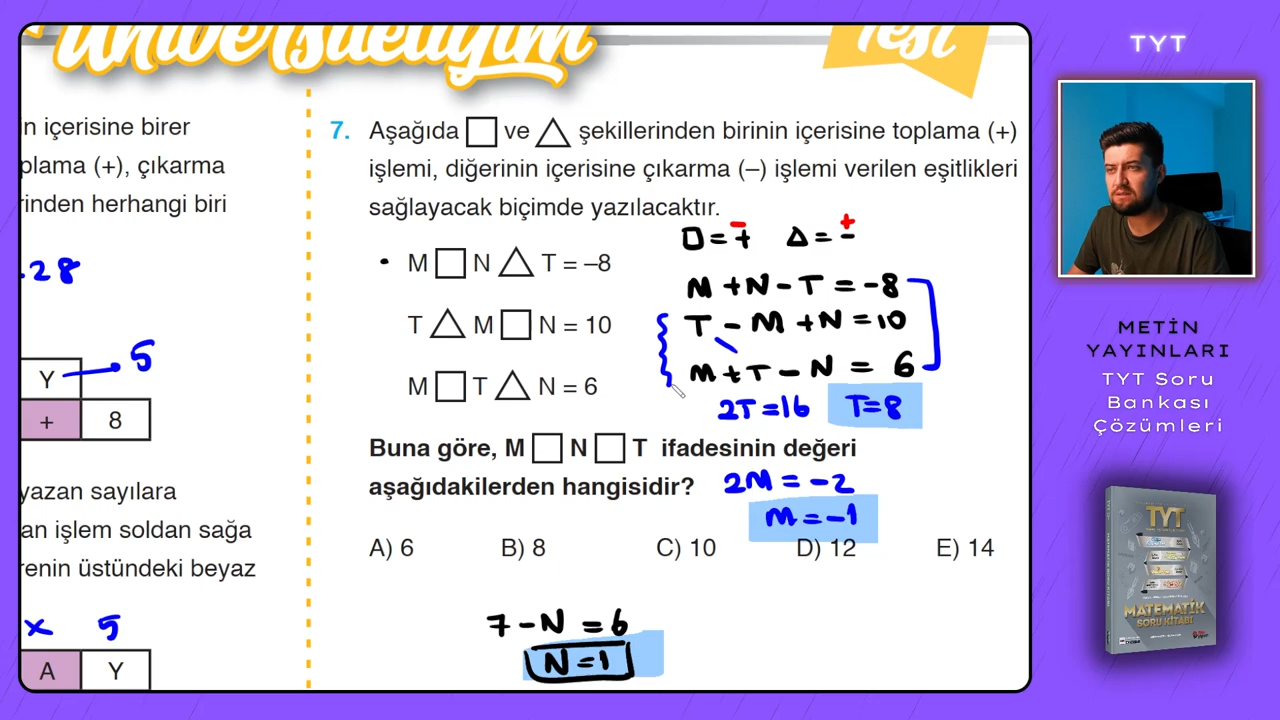 Üniversiteliyim
Test
n içerisine birer
plama (+), çıkarma
rinden herhangi biri
28
Y 5
+ 8
yazan sayılara
an işlem soldan sağa
renin üstündeki beyaz
x 5
A Y
7. Aşağıda □ ve △ şekillerinden birinin içerisine toplama (+)
işlemi, diğerinin içerisine çıkarma (–) işlemi verilen eşitlikleri
sağlayacak biçimde yazılacaktır.
– +
□ = + △ = -
M □ N △ T = –8
M + N - T = -8
T △ M □ N = 10
T - M + N = 10
M □ T △ N = 6
M + T - N = 6
2T = 16 T = 8
Buna göre, M □ N □ T ifadesinin değeri
aşağıdakilerden hangisidir?
2M = -2
M = -1
A) 6 B) 8 C) 10 D) 12 E) 14
7 - N = 6
N = 1
TYT
METİN
YAYINLARI
TYT Soru
Bankası
Çözümleri
TYT
MATEMATİK
SORU KİTABI